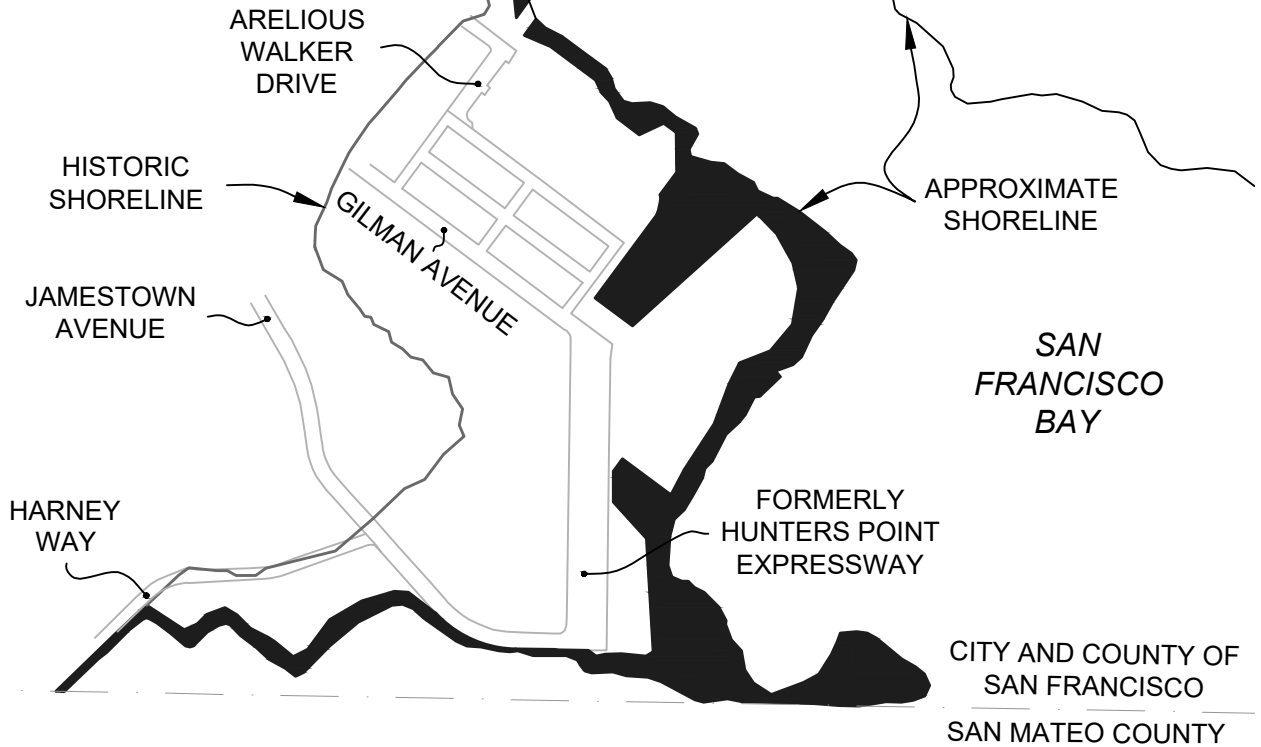 ARELIOUS
WALKER
DRIVE
HISTORIC
SHORELINE
GILMAN AVENUE
APPROXIMATE
SHORELINE
JAMESTOWN
AVENUE
SAN
FRANCISCO
BAY
HARNEY
WAY
FORMERLY
HUNTERS POINT
EXPRESSWAY
CITY AND COUNTY OF
SAN FRANCISCO
SAN MATEO COUNTY